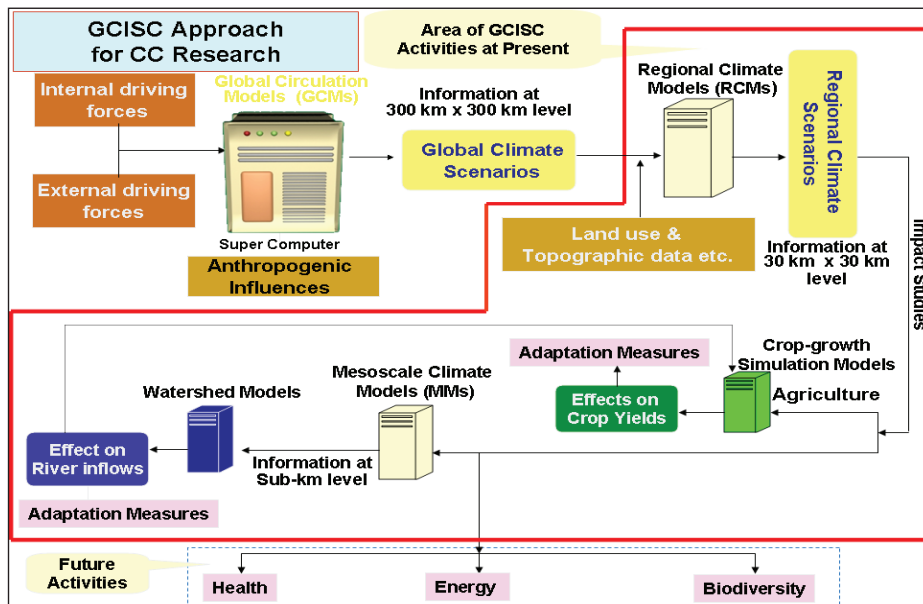 GCISC Approach
for CC Research
Area of GCISC
Activities at Present
Internal driving
forces
External driving
forces
Global Circulation
Models (GCMs)
Super Computer
Anthropogenic
Influences
Information at
300 km x 300 km level
Global Climate
Scenarios
Regional Climate
Models (RCMs)
Land use &
Topographic data etc.
Regional Climate
Scenarios
Information at
30 km x 30 km
level
Impact Studies
Crop-growth
Simulation Models
Agriculture
Adaptation Measures
Effects on
Crop Yields
Mesoscale Climate
Models (MMs)
Information at
Sub-km level
Watershed Models
Effect on
River inflows
Adaptation Measures
Future
Activities
Health
Energy
Biodiversity